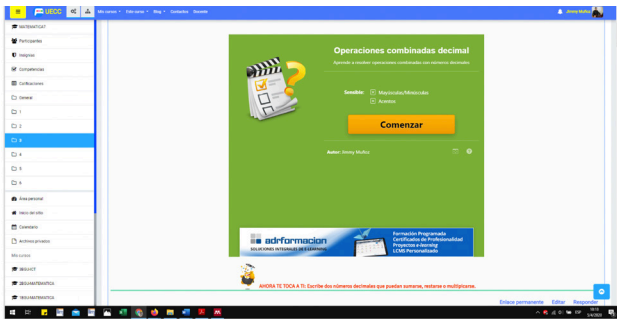 UECC
Mis cursos Este curso Blog Contactos Docente
Jimmy Muñoz
MATEMATICA7
Participantes
Insignias
Competencias
Calificaciones
General
1
2
3
4
5
6
Área personal
Inicio del sitio
Calendario
Archivos privados
Mis cursos
2EGUMATEMATICA
Operaciones combinadas decimal
Aprende a resolver operaciones combinadas con números decimales
Sensible: Mayúsculas/Minúsculas
Acentos
Comenzar
Autor: Jimmy Muñoz
adrformacion
SOLUCIONES INTEGRALES DE E-LEARNING
Formación Programada
Certificados de Profesionalidad
Proyectos e-learning
LCMS Personalizado
AHORA TE TOCA A TI: Escribe dos números decimales que puedan sumarse, restarse o multiplicarse.
Enlace permanente Editar Responder
ESP